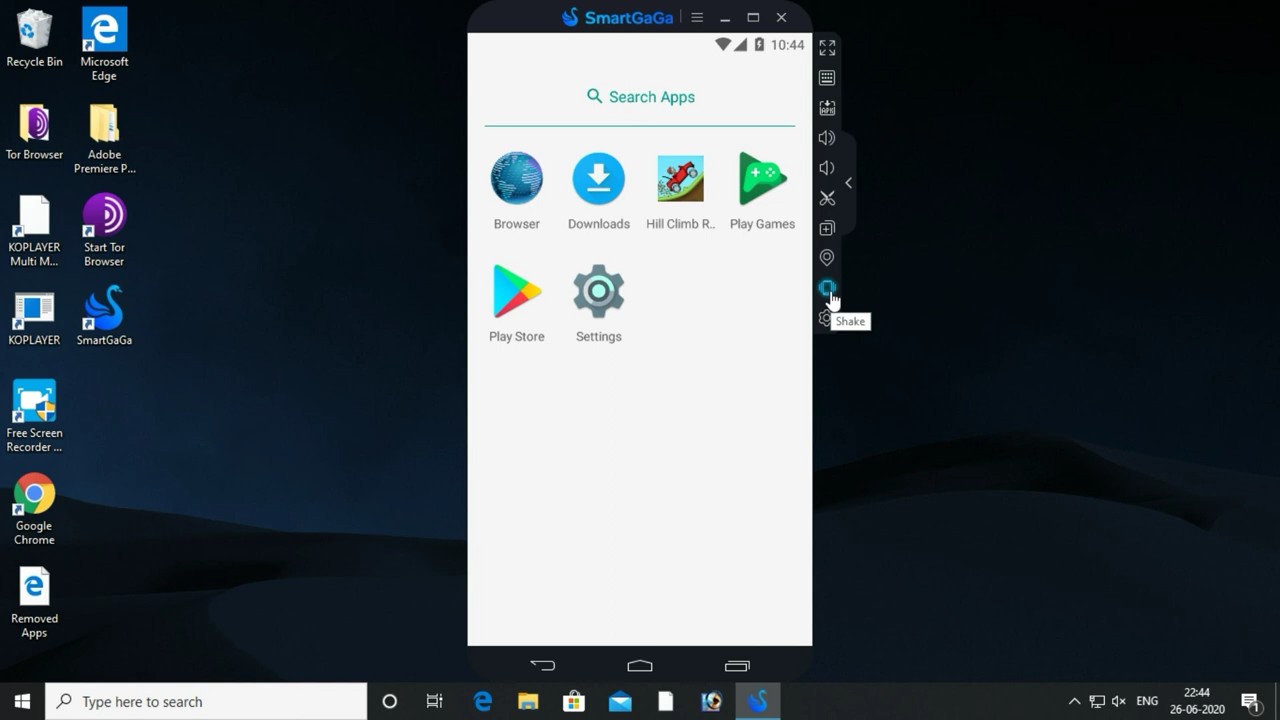 SmartGaGa
10:44
Search Apps
Browser
Downloads
Hill Climb R..
Play Games
Play Store
Settings
APK
Shake
Recycle Bin
Microsoft
Edge
Tor Browser
Adobe
Premiere P...
KOPLAYER
Multi M...
Start Tor
Browser
KOPLAYER
SmartGaGa
Free Screen
Recorder ...
Google
Chrome
Removed
Apps
Type here to search
ENG
22:44
26-06-2020
1